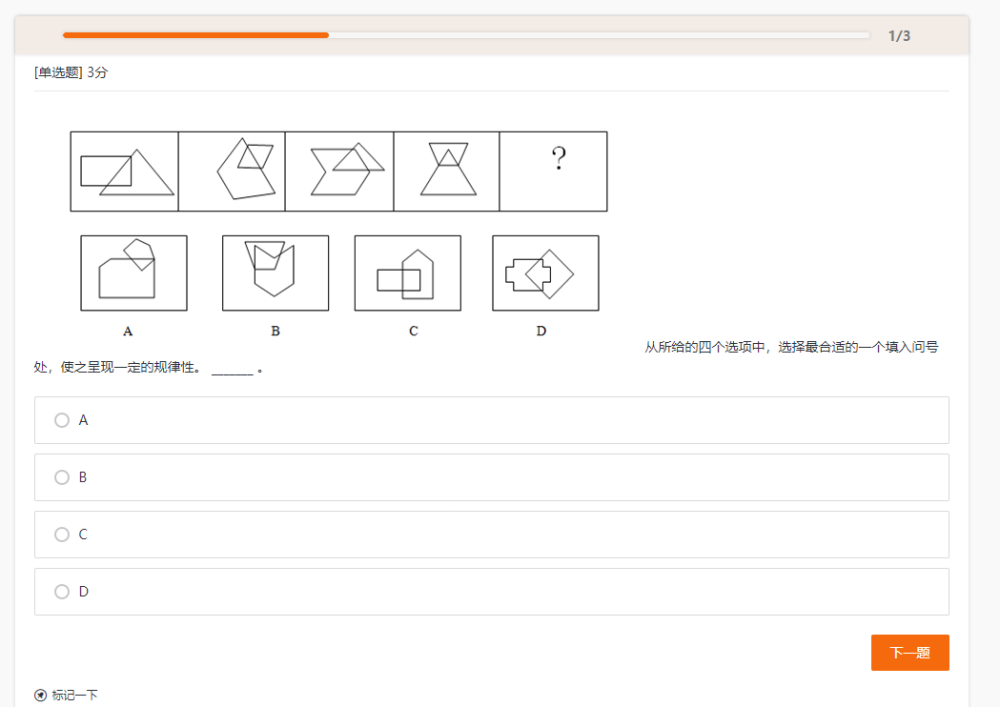 1/3
[单选题] 3分
?
A
B
C
D
从所给的四个选项中，选择最合适的一个填入问号
处，使之呈现一定的规律性。 ______ 。
A
B
C
D
下一题
标记一下